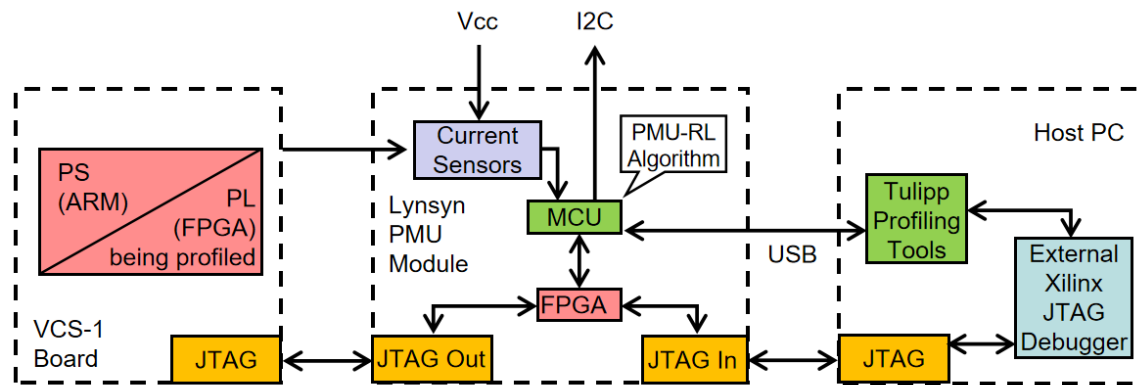 Vcc
I2C
PS
(ARM)
PL
(FPGA)
being profiled
VCS-1
Board
JTAG
Current
Sensors
PMU-RL
Algorithm
MCU
Lynsyn
PMU
Module
FPGA
JTAG Out
JTAG In
USB
Host PC
Tulipp
Profiling
Tools
External
Xilinx
JTAG
Debugger
JTAG